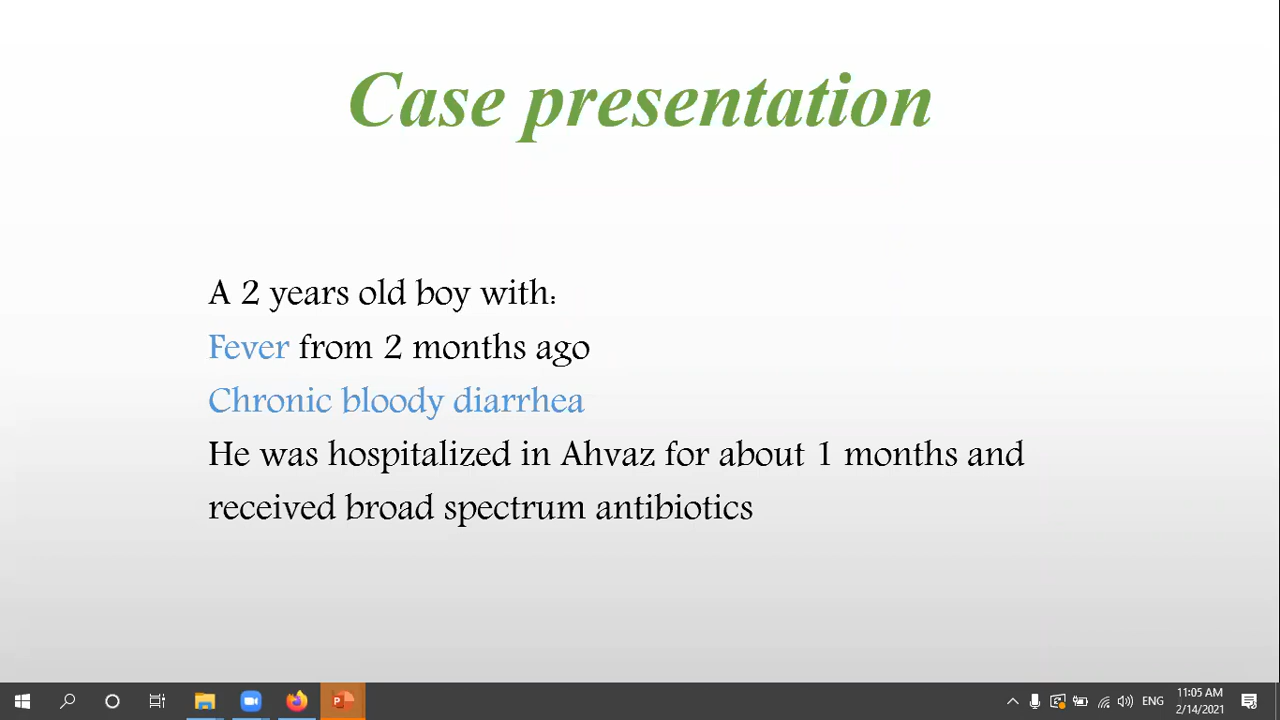 Case presentation
A 2 years old boy with:
Fever from 2 months ago
Chronic bloody diarrhea
He was hospitalized in Ahvaz for about 1 months and
received broad spectrum antibiotics
ENG
11:05 AM
2/14/2021